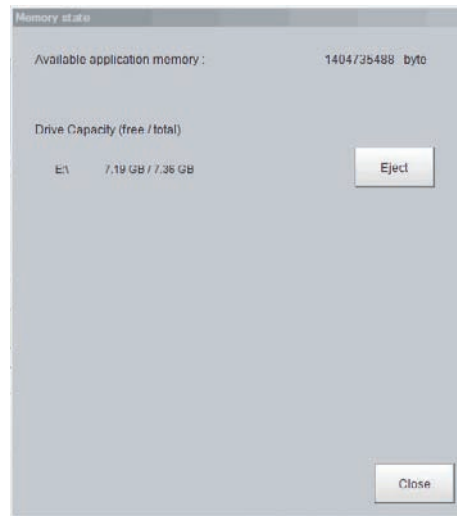 Memory state
Available application memory : 1404735488 byte
Drive Capacity (free / total)
E:\ 7.19 GB / 7.36 GB
Eject
Close